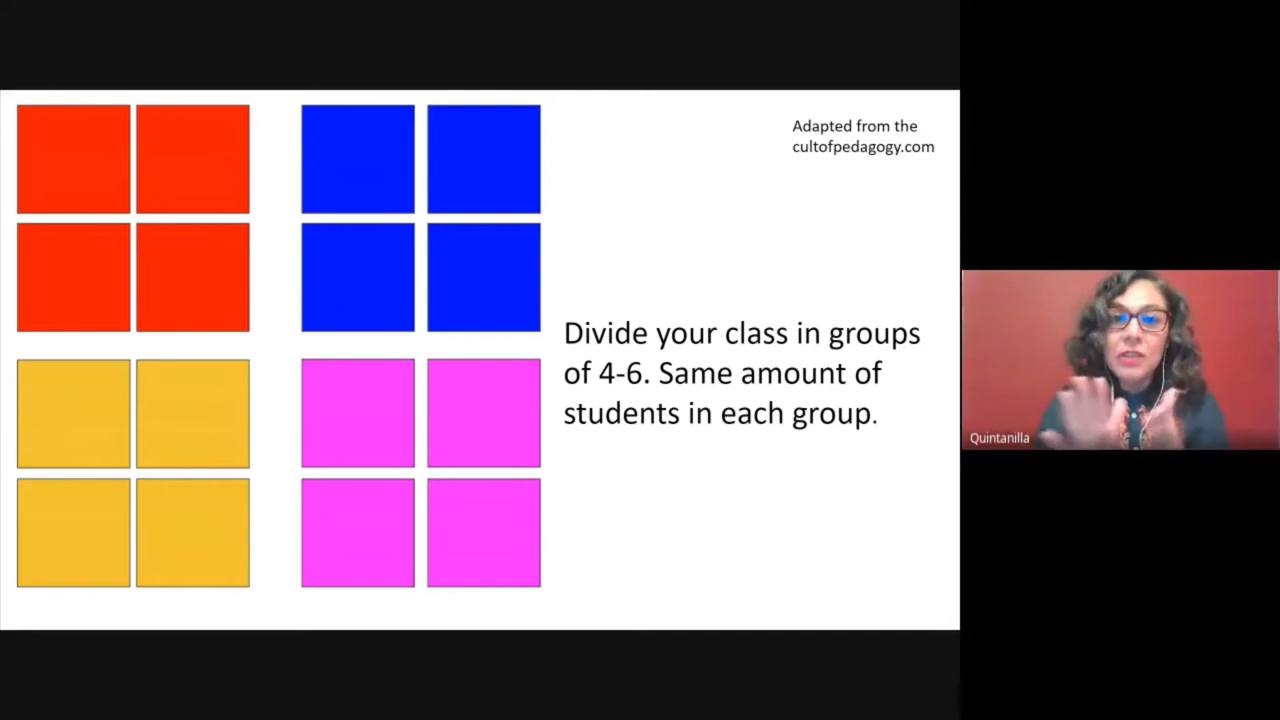 Adapted from the
cultofpedagogy.com
Divide your class in groups
of 4-6. Same amount of
students in each group.
Quintanilla